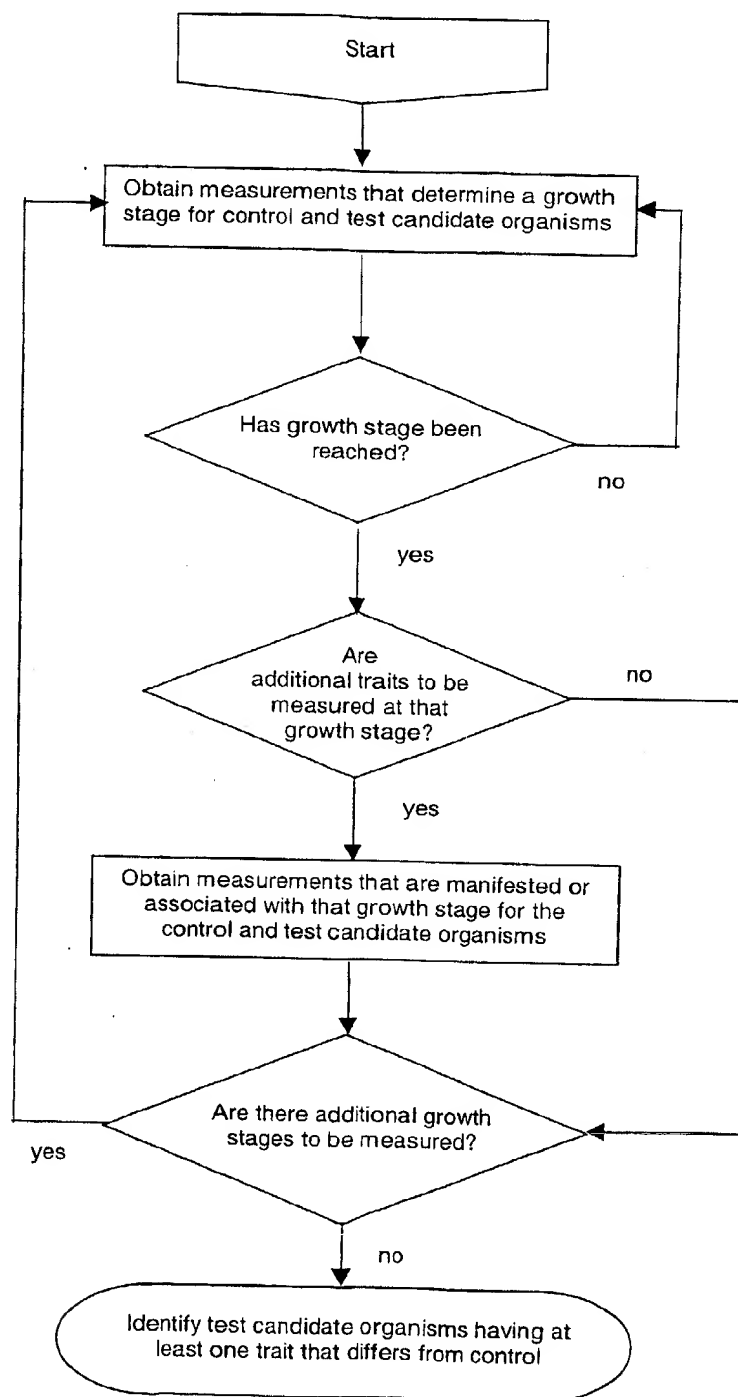 Start
Obtain measurements that determine a growth
stage for control and test candidate organisms
Has growth stage been
reached?
no
yes
Are
additional traits to be
measured at that
growth stage?
no
yes
Obtain measurements that are manifested or
associated with that growth stage for the
control and test candidate organisms
Are there additional growth
stages to be measured?
yes
no
Identify test candidate organisms having at
least one trait that differs from control